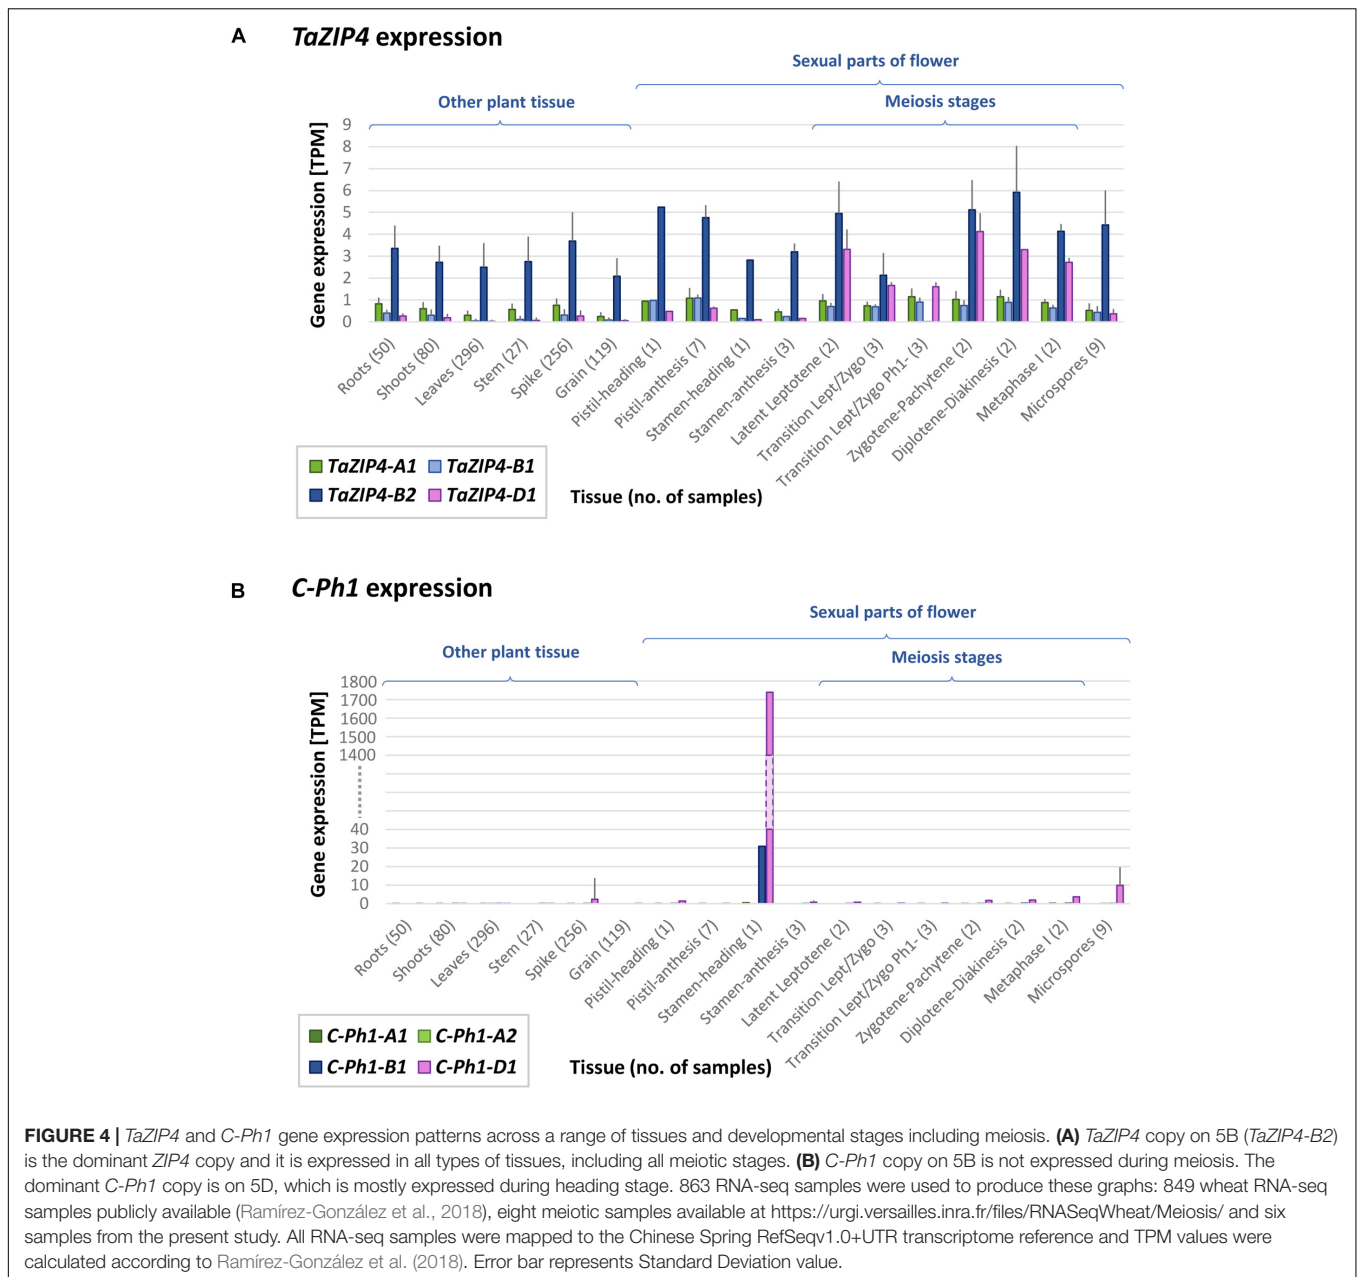 A TaZIP4 expression
Sexual parts of flower
Other plant tissue
Meiosis stages
Gene expression [TPM]
9
8
7
6
5
4
3
2
1
0
Roots (50)
Shoots (80)
Leaves (296)
Stem (27)
Spike (256)
Grain (119)
Pistil-heading (1)
Pistil-anthesis (7)
Stamen-heading (1)
Stamen-anthesis (3)
Latent Leptotene (2)
Transition Lept/Zygo (3)
Transition Lept/Zygo Ph1- (3)
Zygotene-Pachytene (2)
Diplotene-Diakinesis (2)
Metaphase I (2)
Microspores (9)
TaZIP4-A1 TaZIP4-B1
TaZIP4-B2 TaZIP4-D1
Tissue (no. of samples)
B C-Ph1 expression
Sexual parts of flower
Other plant tissue
Meiosis stages
Gene expression [TPM]
1800
1700
1600
1500
1400
40
30
20
10
0
Roots (50)
Shoots (80)
Leaves (296)
Stem (27)
Spike (256)
Grain (119)
Pistil-heading (1)
Pistil-anthesis (7)
Stamen-heading (1)
Stamen-anthesis (3)
Latent Leptotene (2)
Transition Lept/Zygo (3)
Transition Lept/Zygo Ph1- (3)
Zygotene-Pachytene (2)
Diplotene-Diakinesis (2)
Metaphase I (2)
Microspores (9)
C-Ph1-A1 C-Ph1-A2
C-Ph1-B1 C-Ph1-D1
Tissue (no. of samples)
FIGURE 4 | TaZIP4 and C-Ph1 gene expression patterns across a range of tissues and developmental stages including meiosis. (A) TaZIP4 copy on 5B (TaZIP4-B2)
is the dominant ZIP4 copy and it is expressed in all types of tissues, including all meiotic stages. (B) C-Ph1 copy on 5B is not expressed during meiosis. The
dominant C-Ph1 copy is on 5D, which is mostly expressed during heading stage. 863 RNA-seq samples were used to produce these graphs: 849 wheat RNA-seq
samples publicly available (Ramírez-González et al., 2018), eight meiotic samples available at https://urgi.versailles.inra.fr/files/RNASeqWheat/Meiosis/ and six
samples from the present study. All RNA-seq samples were mapped to the Chinese Spring RefSeqv1.0+UTR transcriptome reference and TPM values were
calculated according to Ramírez-González et al. (2018). Error bar represents Standard Deviation value.